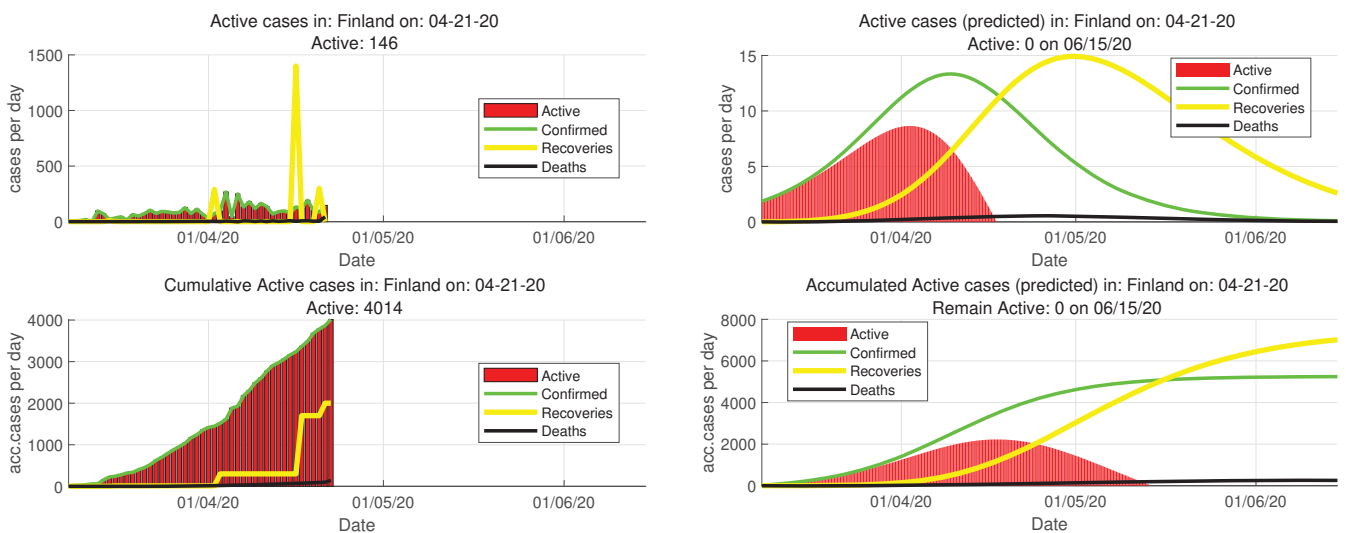 Active cases in: Finland on: 04-21-20
Active: 146
1500
1000
500
0
cases per day
01/04/20
01/05/20
01/06/20
Date
Active
Confirmed
Recoveries
Deaths
Active cases (predicted) in: Finland on: 04-21-20
Active: 0 on 06/15/20
15
10
5
0
cases per day
01/04/20
01/05/20
01/06/20
Date
Active
Confirmed
Recoveries
Deaths
Cumulative Active cases in: Finland on: 04-21-20
Active: 4014
4000
3000
2000
1000
0
acc.cases per day
01/04/20
01/05/20
01/06/20
Date
Active
Confirmed
Recoveries
Deaths
Accumulated Active cases (predicted) in: Finland on: 04-21-20
Remain Active: 0 on 06/15/20
8000
6000
4000
2000
0
acc.cases per day
01/04/20
01/05/20
01/06/20
Date
Active
Confirmed
Recoveries
Deaths